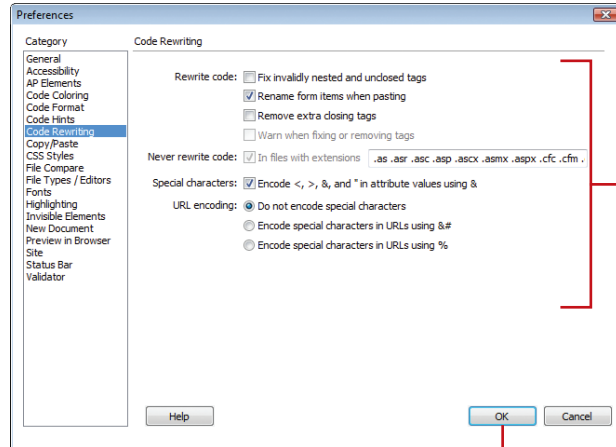 Preferences
Category
Code Rewriting
General
Accessibility
AP Elements
Code Coloring
Code Format
Code Hints
Code Rewriting
Copy/Paste
CSS Styles
File Compare
File Types / Editors
Fonts
Highlighting
Invisible Elements
New Document
Preview in Browser
Site
Status Bar
Validator
Rewrite code: Fix invalidly nested and unclosed tags
Rename form items when pasting
Remove extra closing tags
Warn when fixing or removing tags
Never rewrite code: In files with extensions .as .asr .asc .asp .ascx .asmx .aspx .cfc .cfm .
Special characters: Encode <, >, &, and " in attribute values using &
URL encoding: Do not encode special characters
Encode special characters in URLs using &#
Encode special characters in URLs using %
Help
OK
Cancel